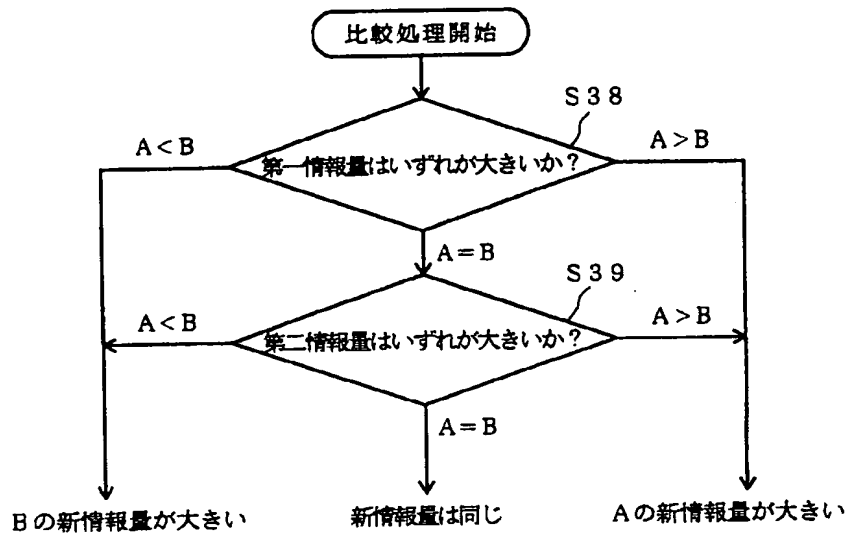 比較処理開始
S38
A<B
A>B
第一情報量はいずれが大きいか?
A=B
S39
A<B
A>B
第二情報量はいずれが大きいか?
A=B
Bの新情報量が大きい
新情報量は同じ
Aの新情報量が大きい